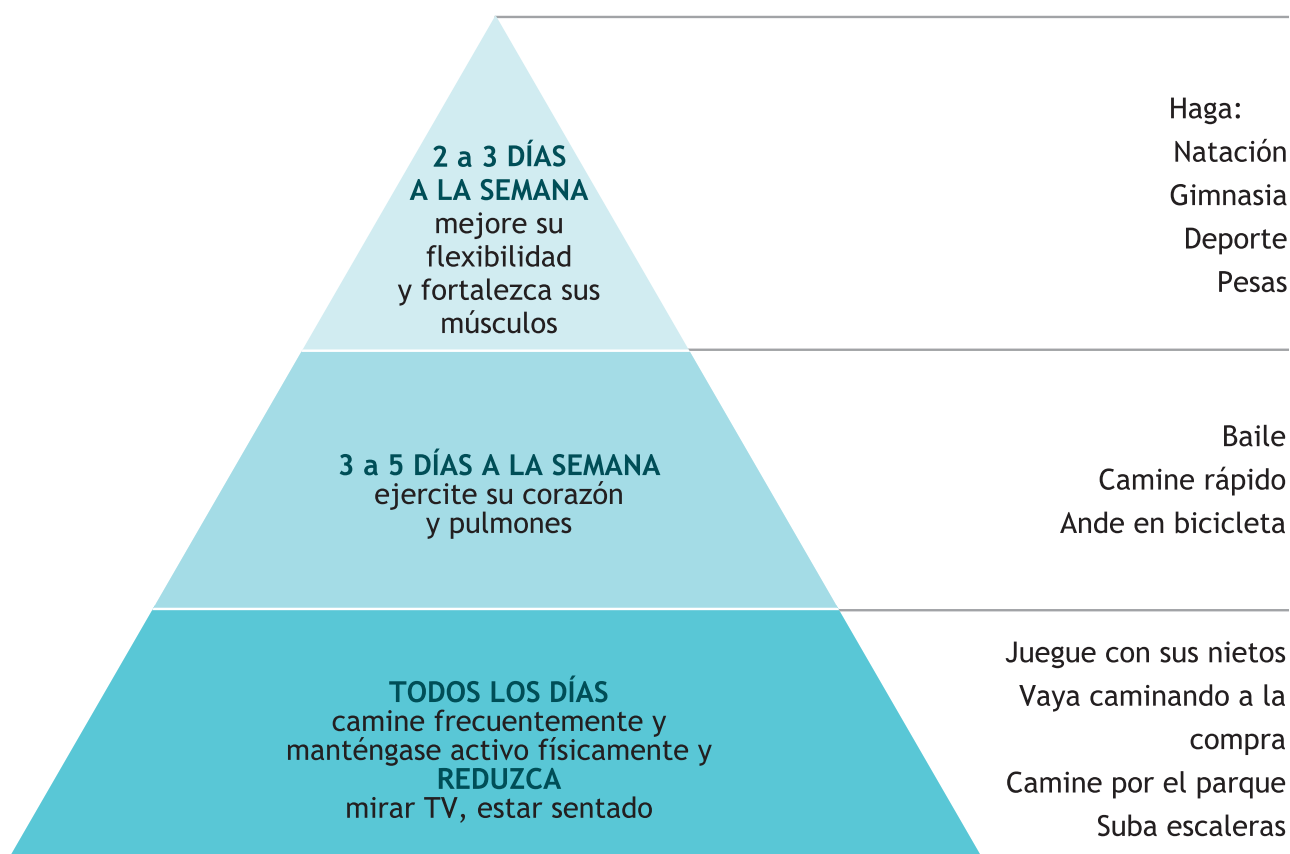 2 a 3 DÍAS
A LA SEMANA
mejore su
flexibilidad
y fortalezca sus
músculos
Haga:
Natación
Gimnasia
Deporte
Pesas
3 a 5 DÍAS A LA SEMANA
ejercite su corazón
y pulmones
Baile
Camine rápido
Ande en bicicleta
TODOS LOS DÍAS
camine frecuentemente y
manténgase activo físicamente y
REDUZCA
mirar TV, estar sentado
Juegue con sus nietos
Vaya caminando a la
compra
Camine por el parque
Suba escaleras